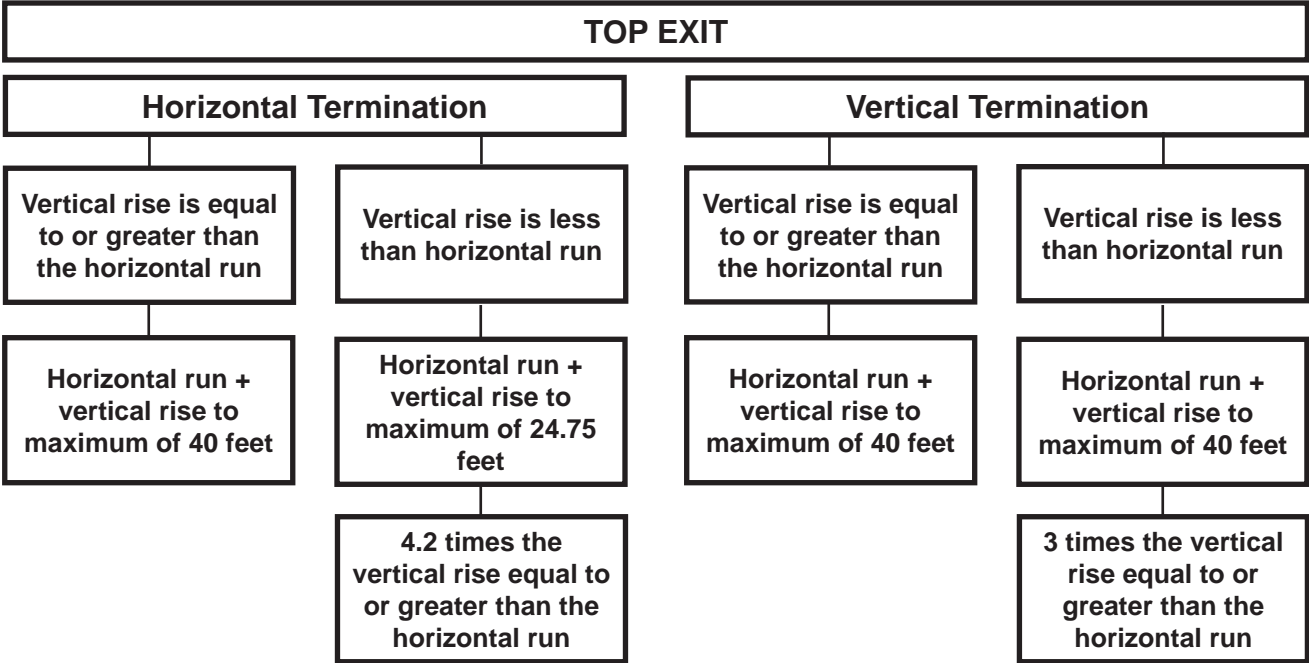 TOP EXIT
Horizontal Termination
Vertical rise is equal
to or greater than
the horizontal run
Horizontal run +
vertical rise to
maximum of 40 feet
Vertical rise is less
than horizontal run
Horizontal run +
vertical rise to
maximum of 24.75
feet
4.2 times the
vertical rise equal to
or greater than the
horizontal run
Vertical Termination
Vertical rise is equal
to or greater than
the horizontal run
Horizontal run +
vertical rise to
maximum of 40 feet
Vertical rise is less
than horizontal run
Horizontal run +
vertical rise to
maximum of 40 feet
3 times the vertical
rise equal to or
greater than the
horizontal run